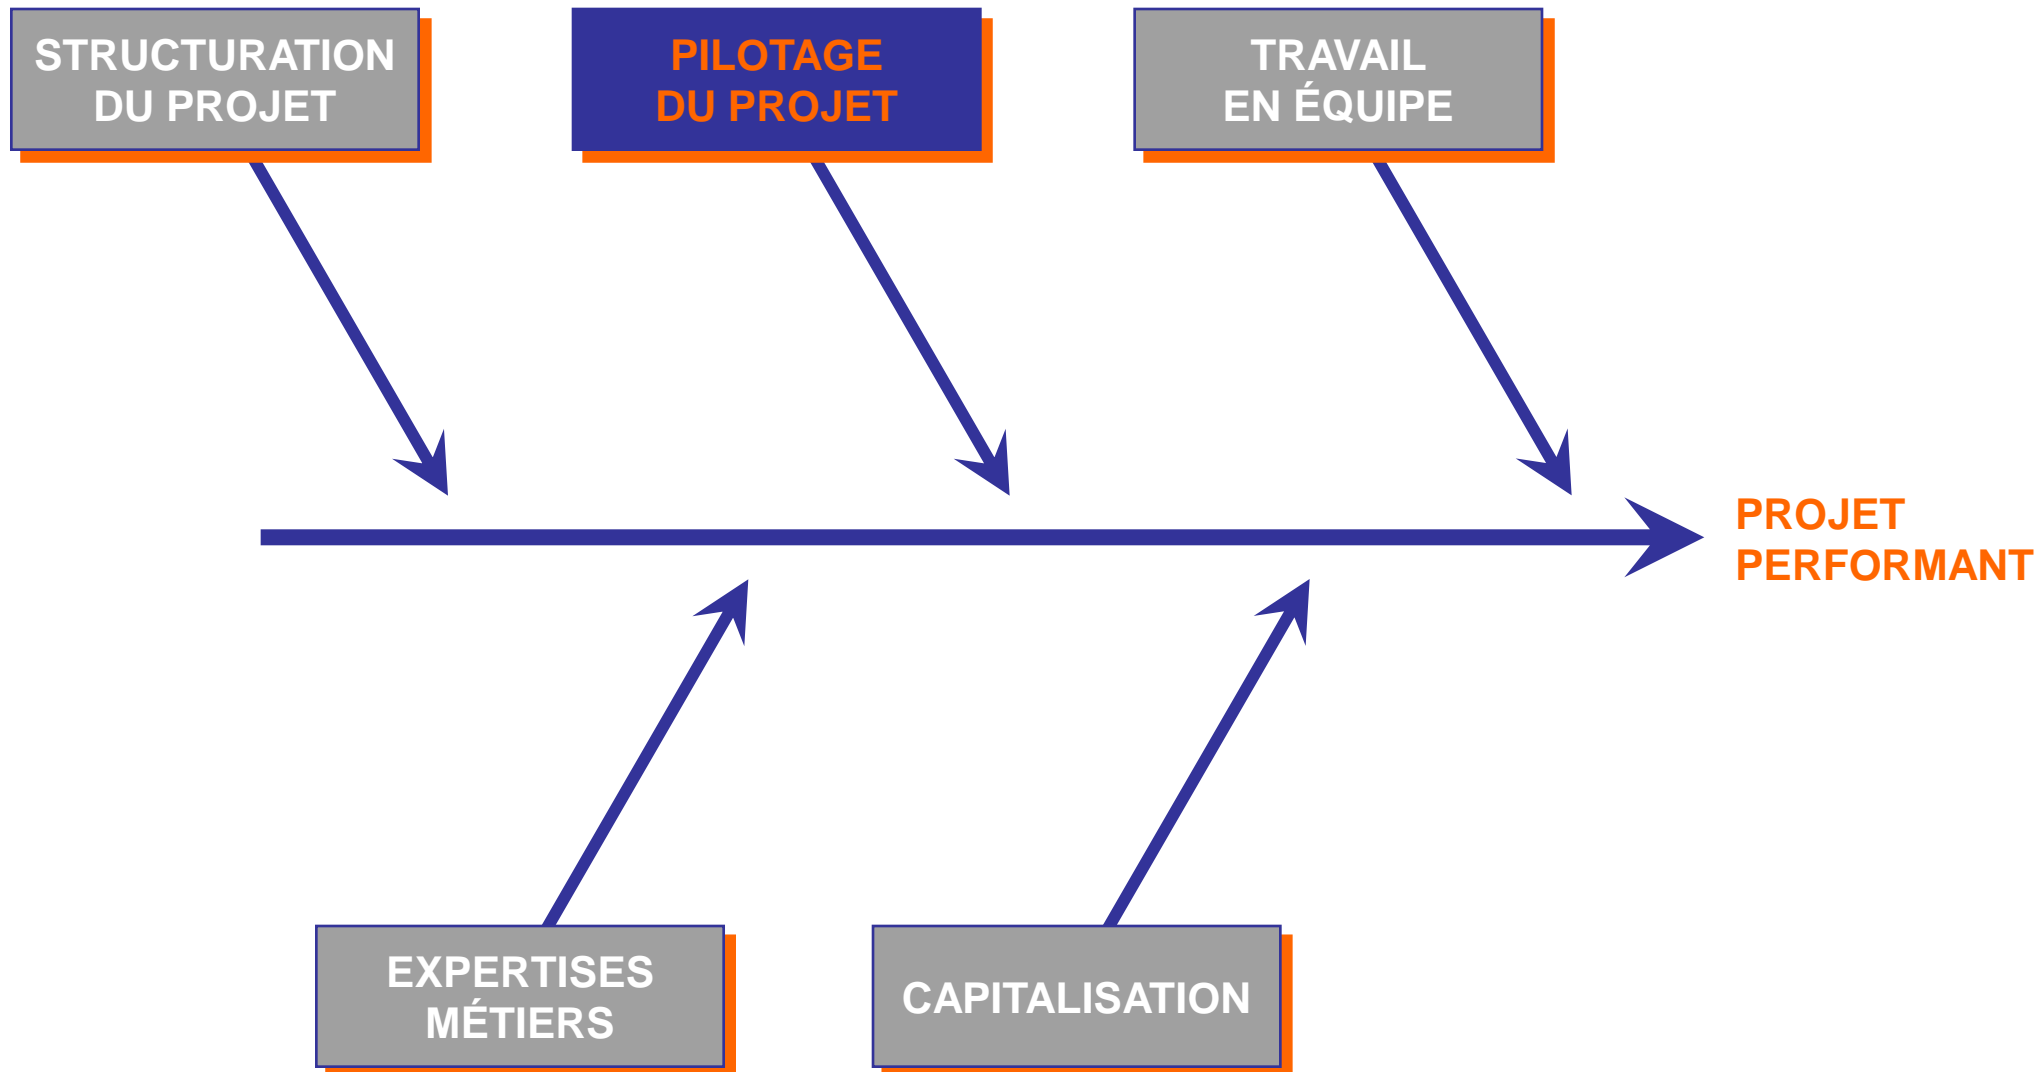 STRUCTURATION
DU PROJET
PILOTAGE
DU PROJET
TRAVAIL
EN ÉQUIPE
PROJET
PERFORMANT
EXPERTISES
MÉTIERS
CAPITALISATION